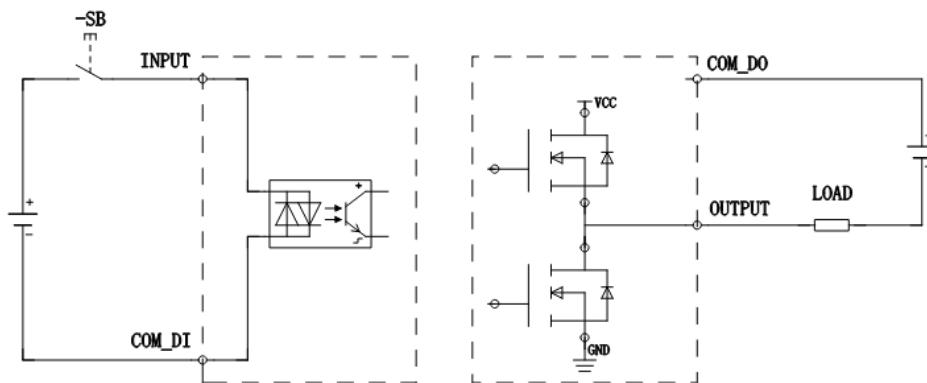 -SB
INPUT
COM_DI
COM_DO
VCC
OUTPUT
LOAD
GND